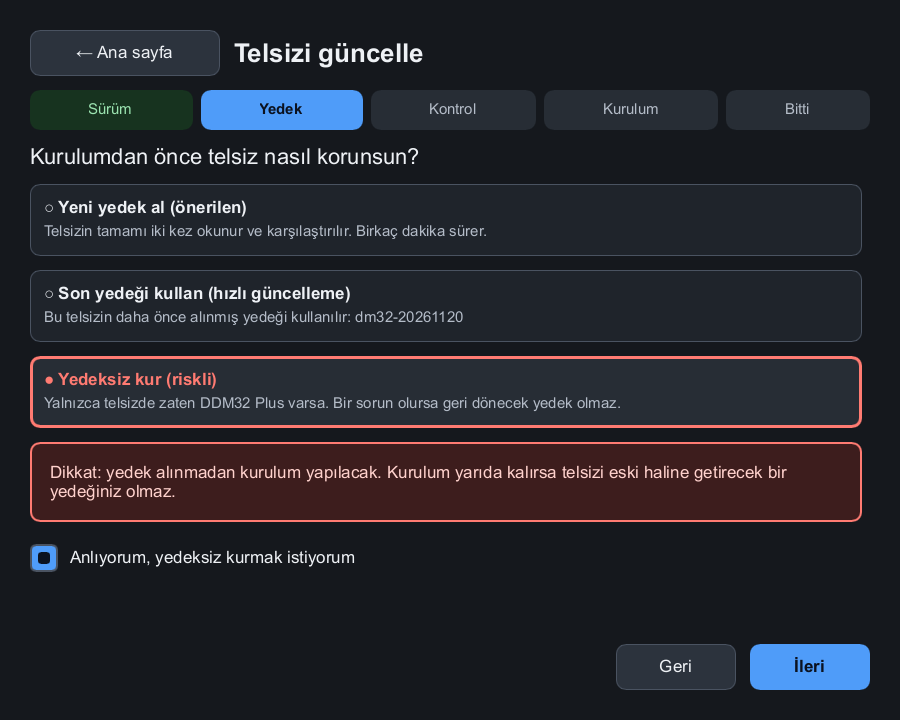 ← Ana sayfa
Telsizi güncelle
Sürüm
Yedek
Kontrol
Kurulum
Bitti
Kurulumdan önce telsiz nasıl korunsun?
○ Yeni yedek al (önerilen)
Telsizin tamamı iki kez okunur ve karşılaştırılır. Birkaç dakika sürer.
○ Son yedeği kullan (hızlı güncelleme)
Bu telsizin daha önce alınmış yedeği kullanılır: dm32-20261120
● Yedeksiz kur (riskli)
Yalnızca telsizde zaten DDM32 Plus varsa. Bir sorun olursa geri dönecek yedek olmaz.
Dikkat: yedek alınmadan kurulum yapılacak. Kurulum yarıda kalırsa telsizi eski haline getirecek bir
yedeğiniz olmaz.
Anlıyorum, yedeksiz kurmak istiyorum
Geri
İleri